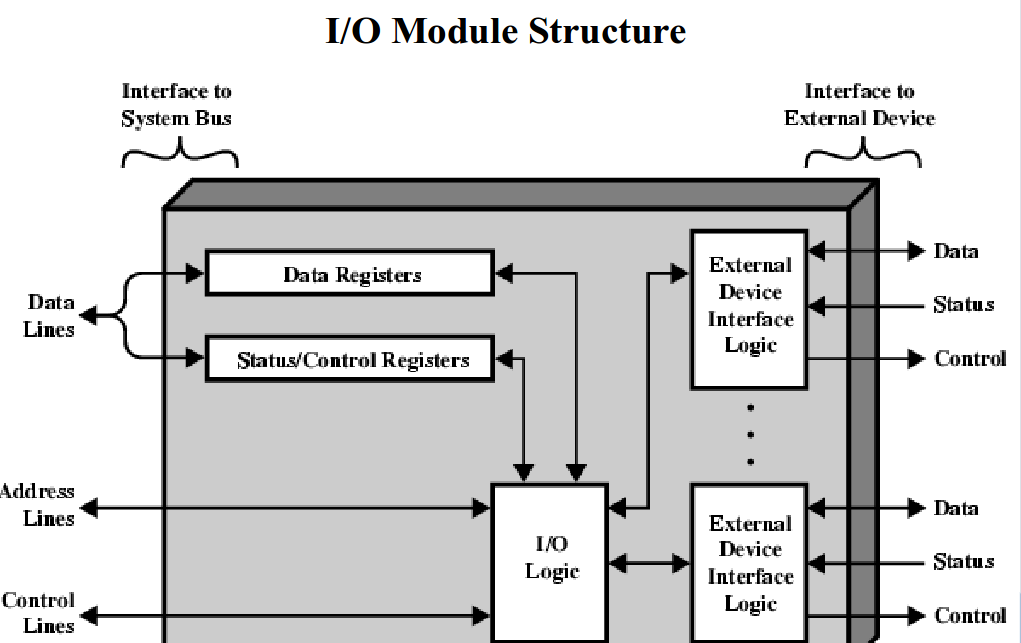 I/O Module Structure
Interface to
System Bus
Interface to
External Device
Data Registers
Status/Control Registers
Data
Lines
External
Device
Interface
Logic
Data
Status
Control
Address
Lines
I/O
Logic
External
Device
Interface
Logic
Data
Status
Control
Control
Lines